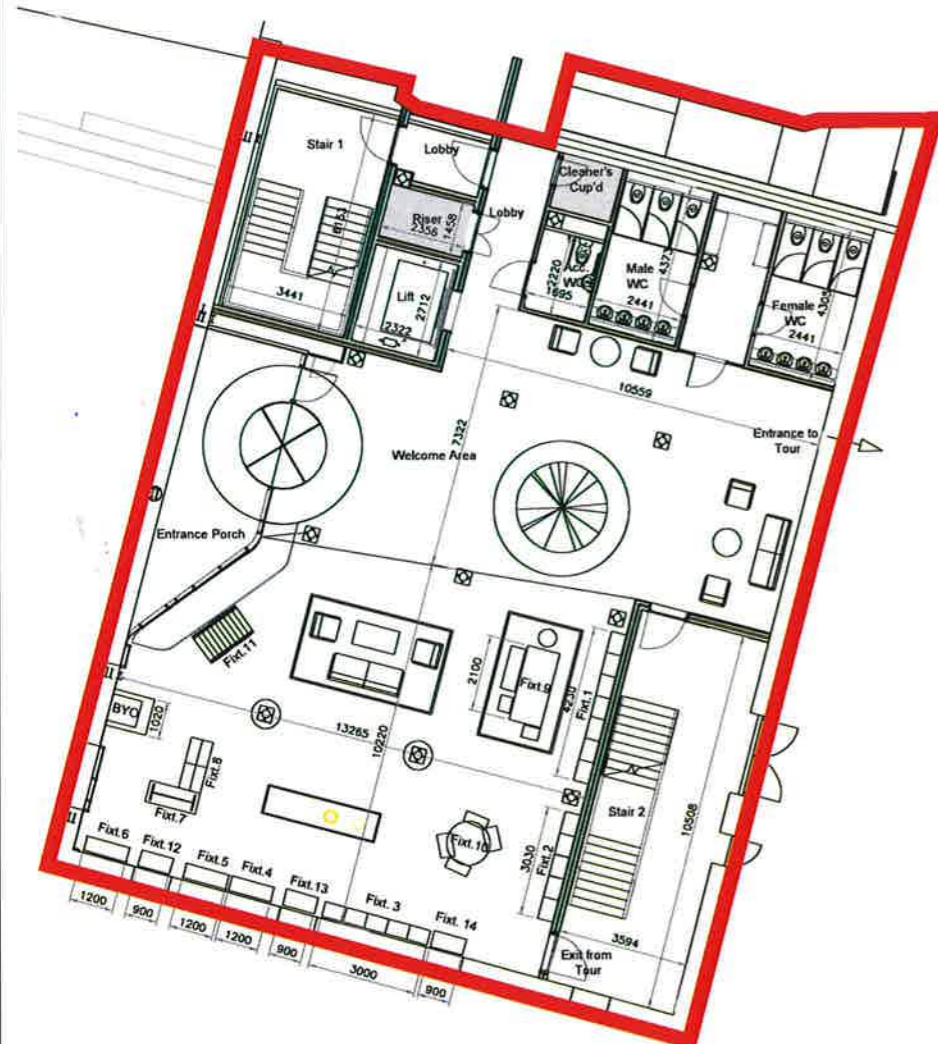 Stair 1
Lobby
Cleaner's
Cup'd
Riser
2356
1458
Lobby
6153
3441
Lift
2712
2322
Acc.
WC
2220
1695
Male
WC
2441
4373
Female
WC
2441
4305
10559
7322
Welcome Area
Entrance to
Tour
Entrance Porch
Fixt.11
2100
Fixt.9
4230
Fixt.1
BYO
1020
13265
10220
Fixt.8
Fixt.7
Fixt.10
3030
Fixt.2
Stair 2
10508
3594
Exit from
Tour
Fixt.6
Fixt.12
Fixt.5
Fixt.4
Fixt.13
Fixt. 3
Fixt. 14
1200
900
1200
1200
900
3000
900